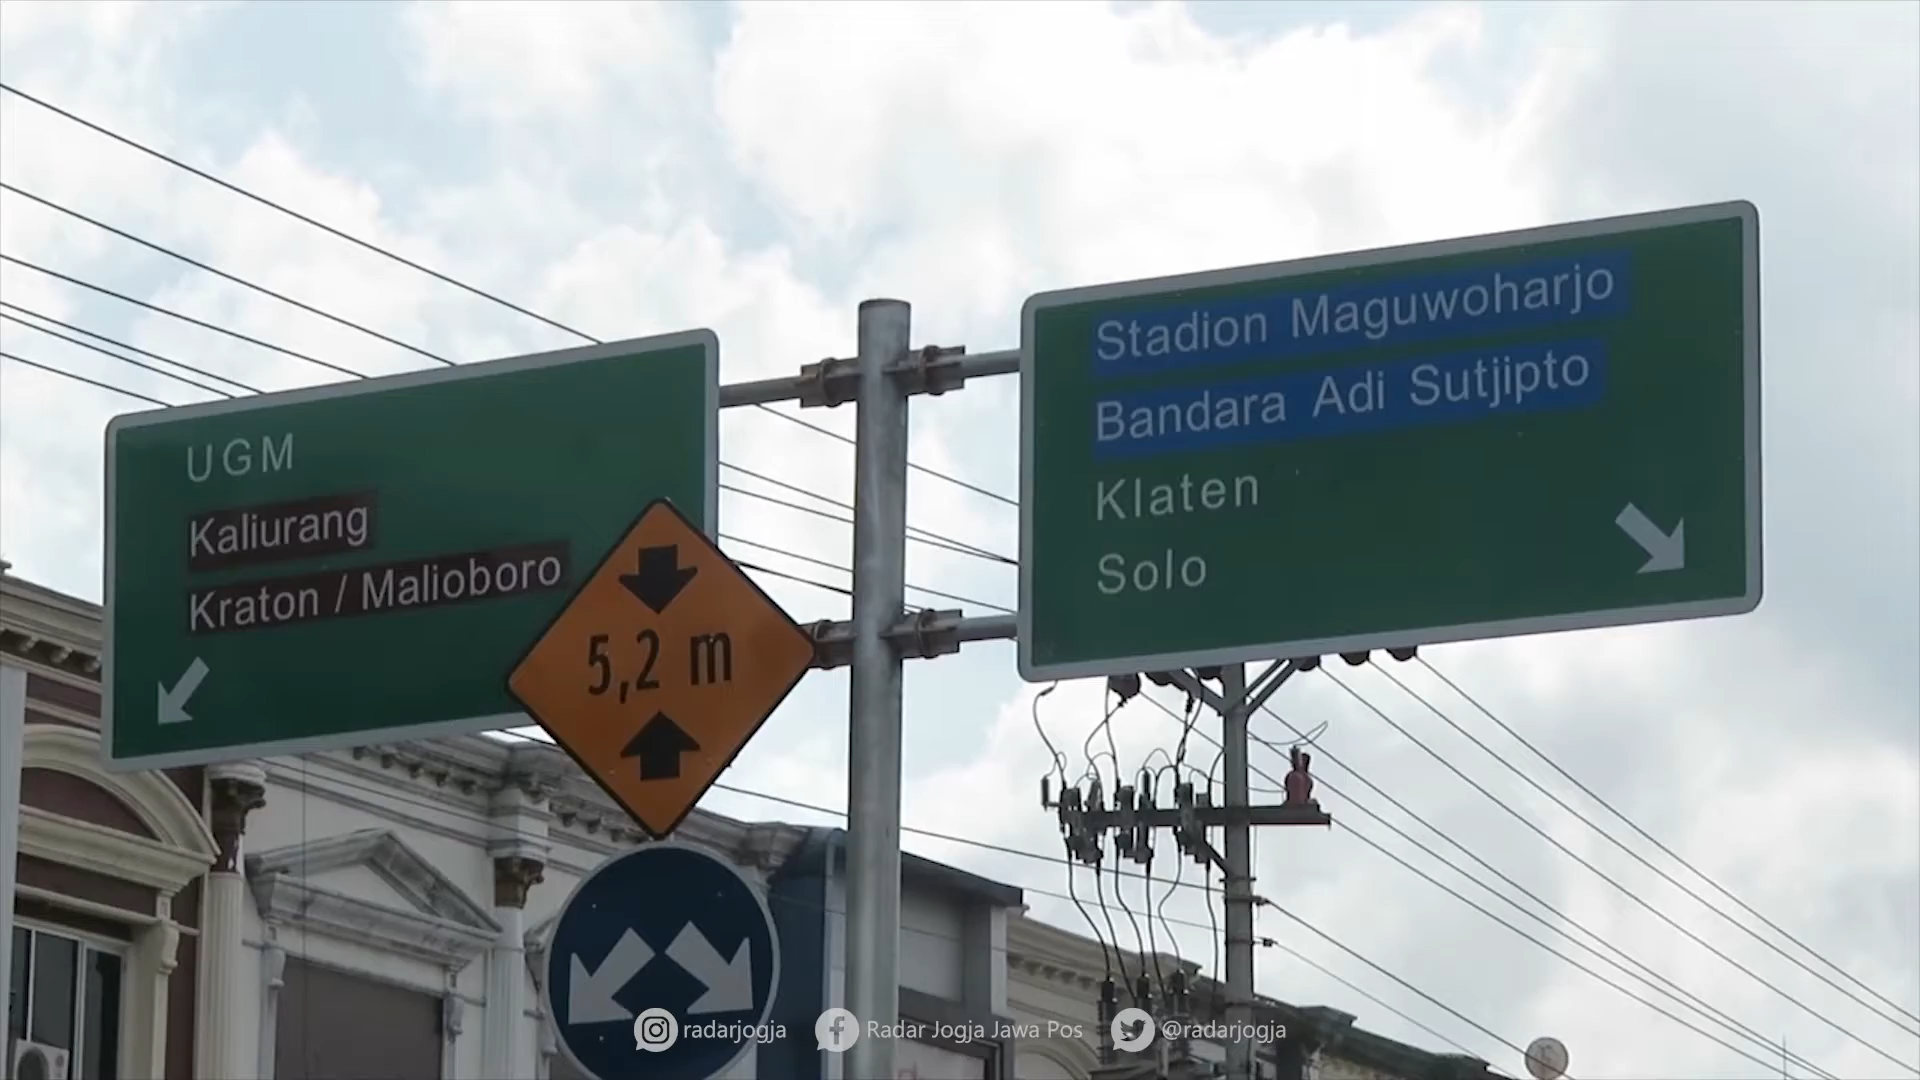 UGM
Kaliurang
Kraton / Malioboro
5,2 m
Stadion Maguwoharjo
Bandara Adi Sutjipto
Klaten
Solo
radarjogja
Radar Jogja Jawa Pos
@radarjogja